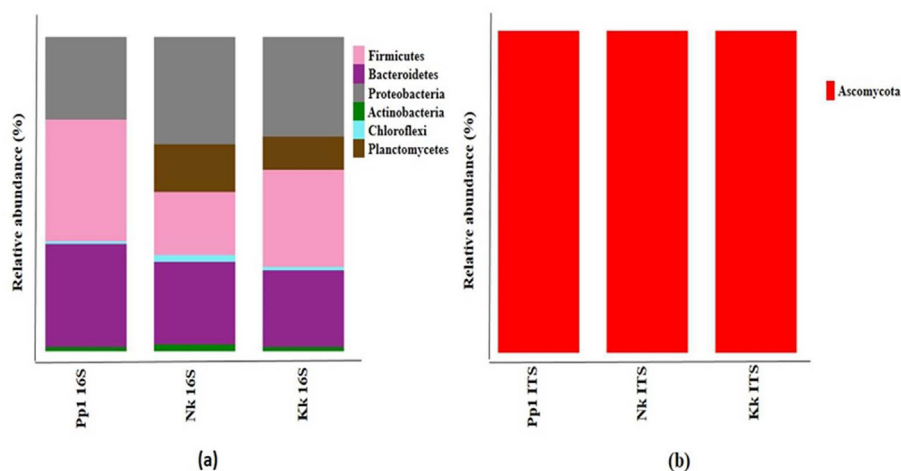 Relative abundance (%)
Firmicutes
Bacteroidetes
Proteobacteria
Actinobacteria
Chloroflexi
Planctomycetes
Pp1 16S
Nk 16S
Kk 16S
(a)
Relative abundance (%)
Ascomycota
Pp1 ITS
Nk ITS
Kk ITS
(b)